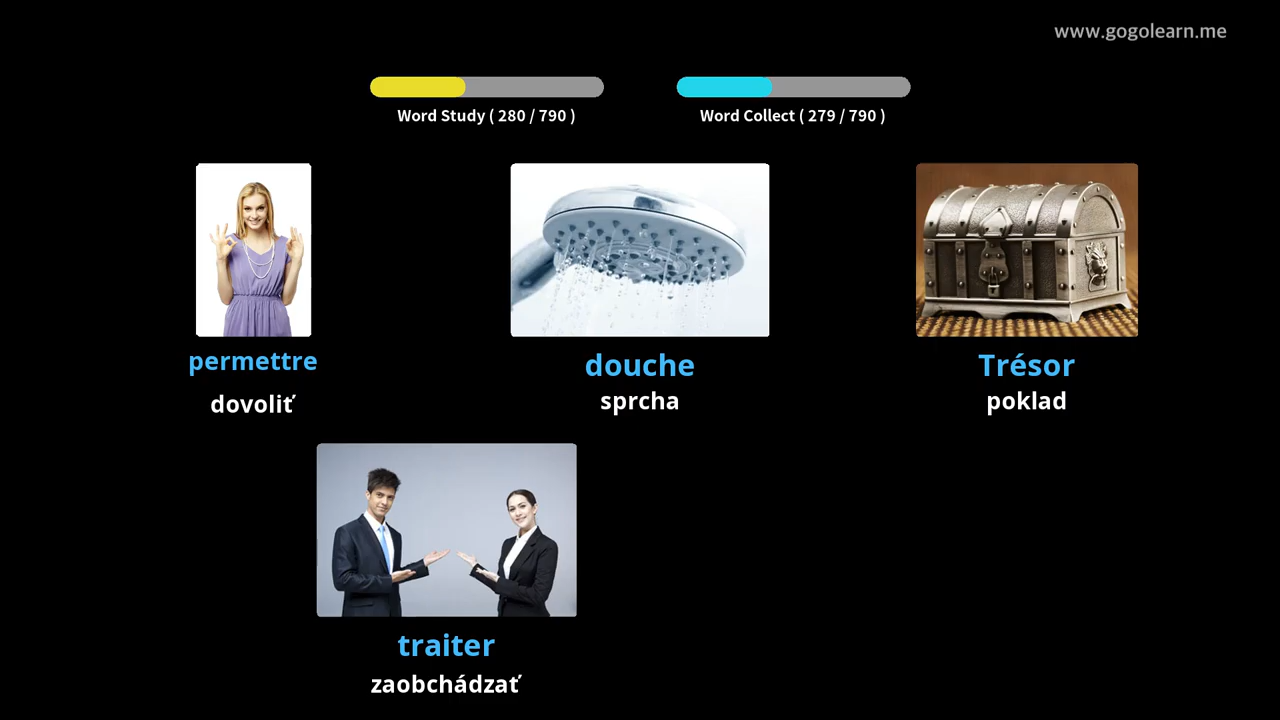 www.gogolearn.me
Word Study ( 280 / 790 )
Word Collect ( 279 / 790 )
permettre
dovoliť
douche
sprcha
Trésor
poklad
traiter
zaobchádzať